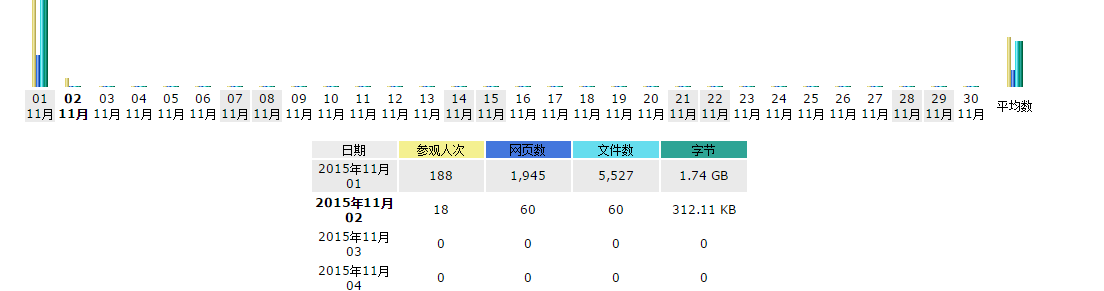 01 02 03 04 05 06 07 08 09 10 11 12 13 14 15 16 17 18 19 20 21 22 23 24 25 26 27 28 29 30 平均数
11月 11月 11月 11月 11月 11月 11月 11月 11月 11月 11月 11月 11月 11月 11月 11月 11月 11月 11月 11月 11月 11月 11月 11月 11月 11月 11月 11月 11月 11月
日期 参观人次 网页数 文件数 字节
2015年11月
01 188 1,945 5,527 1.74 GB
2015年11月
02 18 60 60 312.11 KB
2015年11月
03 0 0 0 0
2015年11月
04 0 0 0 0